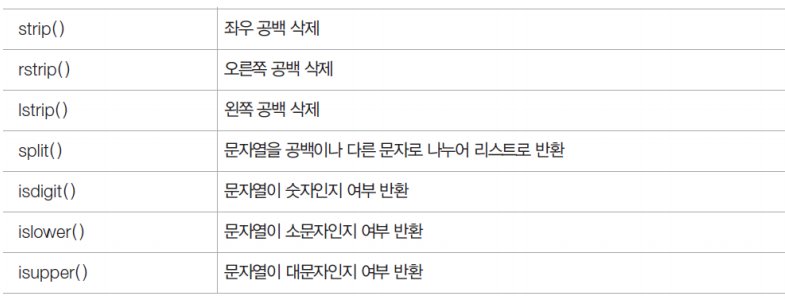 strip() 좌우 공백 삭제
rstrip() 오른쪽 공백 삭제
lstrip() 왼쪽 공백 삭제
split() 문자열을 공백이나 다른 문자로 나누어 리스트로 반환
isdigit() 문자열이 숫자인지 여부 반환
islower() 문자열이 소문자인지 여부 반환
isupper() 문자열이 대문자인지 여부 반환